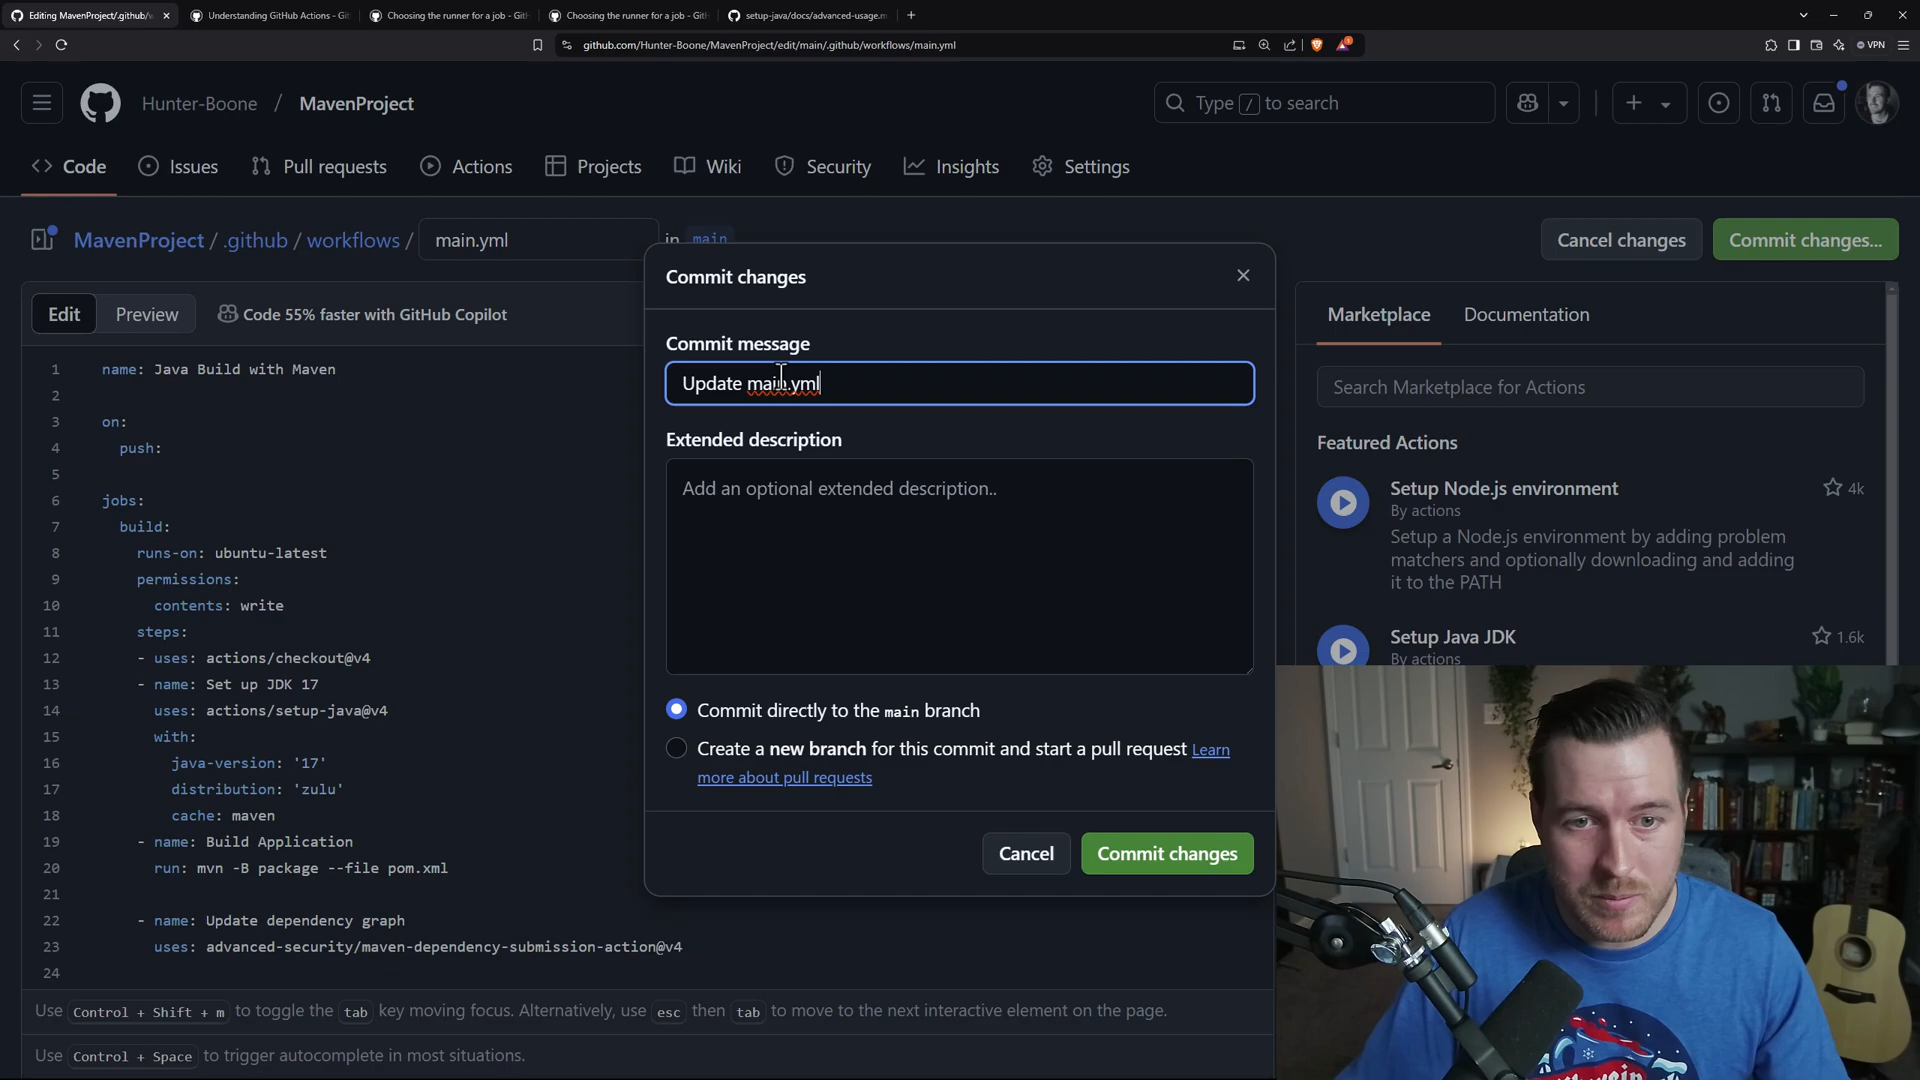 Editing MavenProject/.github/w
Understanding GitHub Actions - Git
Choosing the runner for a job - GitH
Choosing the runner for a job - GitH
setup-java/docs/advanced-usage.m
github.com/Hunter-Boone/MavenProject/edit/main/.github/workflows/main.yml
1
VPN
Hunter-Boone / MavenProject
Type / to search
Code
Issues
Pull requests
Actions
Projects
Wiki
Security
Insights
Settings
MavenProject / .github / workflows / main.yml in main
Cancel changes
Commit changes...
Edit
Preview
Code 55% faster with GitHub Copilot
1 name: Java Build with Maven
2
3 on:
4 push:
5
6 jobs:
7 build:
8 runs-on: ubuntu-latest
9 permissions:
10 contents: write
11 steps:
12 - uses: actions/checkout@v4
13 - name: Set up JDK 17
14 uses: actions/setup-java@v4
15 with:
16 java-version: '17'
17 distribution: 'zulu'
18 cache: maven
19 - name: Build Application
20 run: mvn -B package --file pom.xml
21
22 - name: Update dependency graph
23 uses: advanced-security/maven-dependency-submission-action@v4
24
Use Control + Shift + m to toggle the tab key moving focus. Alternatively, use esc then tab to move to the next interactive element on the page.
Use Control + Space to trigger autocomplete in most situations.
Commit changes
Commit message
Update main.yml
Extended description
Add an optional extended description..
Commit directly to the main branch
Create a new branch for this commit and start a pull request Learn
more about pull requests
Cancel
Commit changes
Marketplace
Documentation
Search Marketplace for Actions
Featured Actions
Setup Node.js environment
4k
By actions
Setup a Node.js environment by adding problem
matchers and optionally downloading and adding
it to the PATH
Setup Java JDK
1.6k
By actions